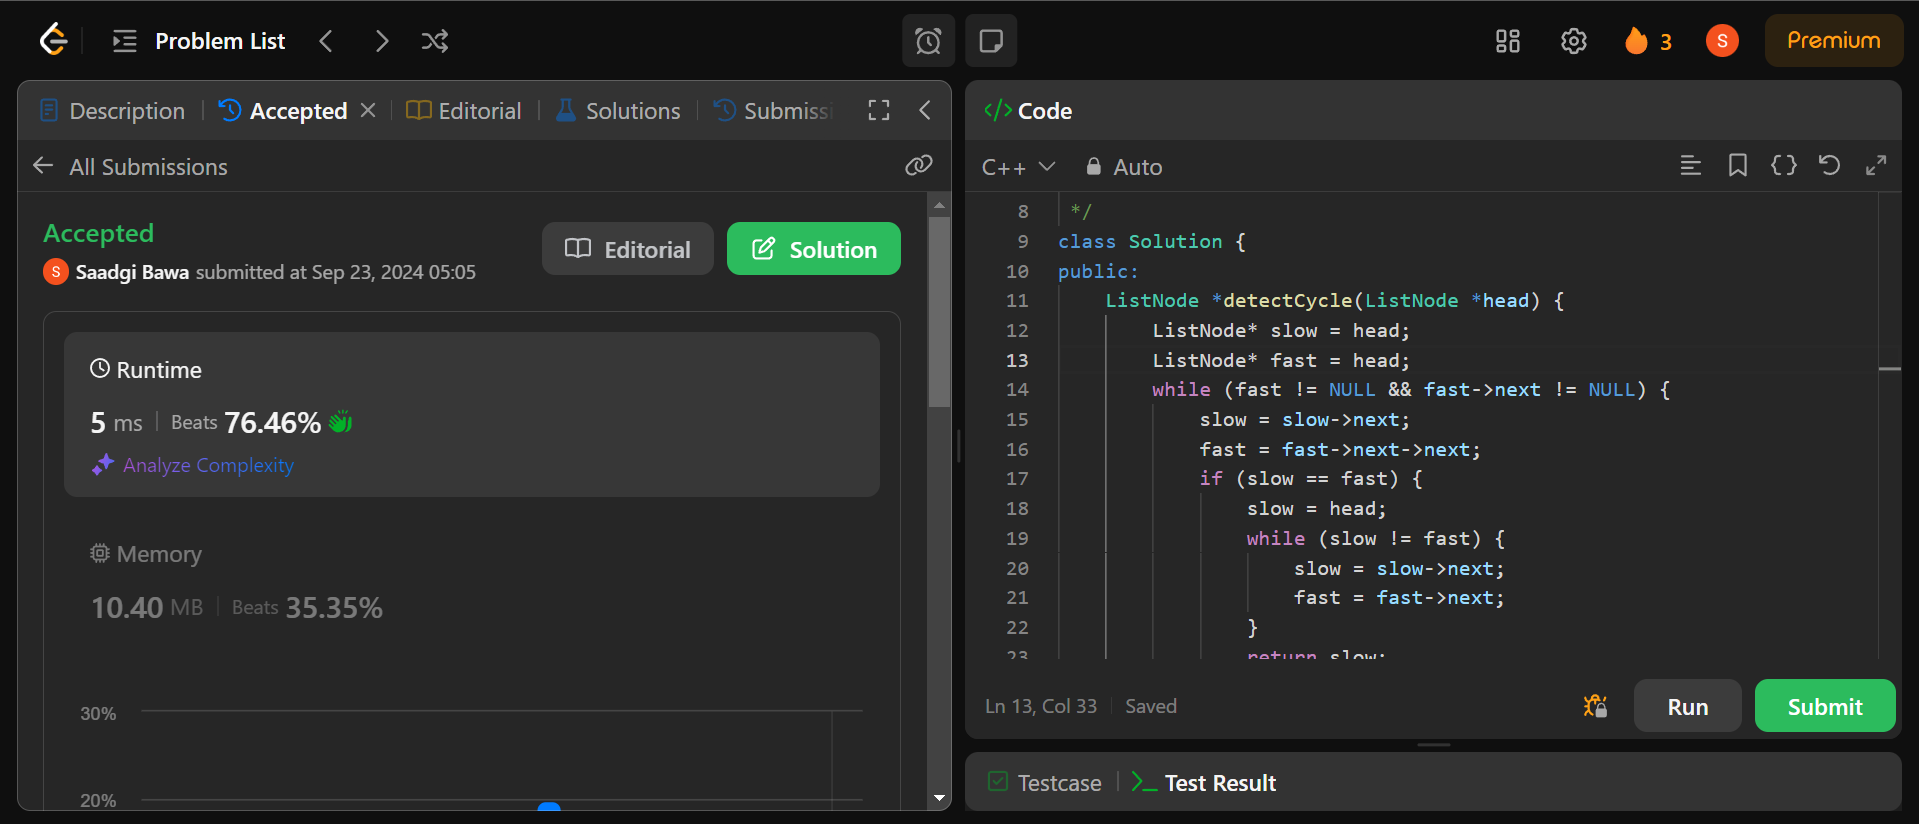 Problem List
3
S
Premium
Description
Accepted
Editorial
Solutions
Submissi
All Submissions
Accepted
S
Saadgi Bawa submitted at Sep 23, 2024 05:05
Editorial
Solution
Runtime
5 ms
Beats 76.46%
Analyze Complexity
Memory
10.40 MB
Beats 35.35%
30%
20%
</> Code
C++
Auto
8 */
9 class Solution {
10 public:
11 ListNode *detectCycle(ListNode *head) {
12 ListNode* slow = head;
13 ListNode* fast = head;
14 while (fast != NULL && fast->next != NULL) {
15 slow = slow->next;
16 fast = fast->next->next;
17 if (slow == fast) {
18 slow = head;
19 while (slow != fast) {
20 slow = slow->next;
21 fast = fast->next;
22 }
23 return slow;
Ln 13, Col 33
Saved
Run
Submit
Testcase
Test Result